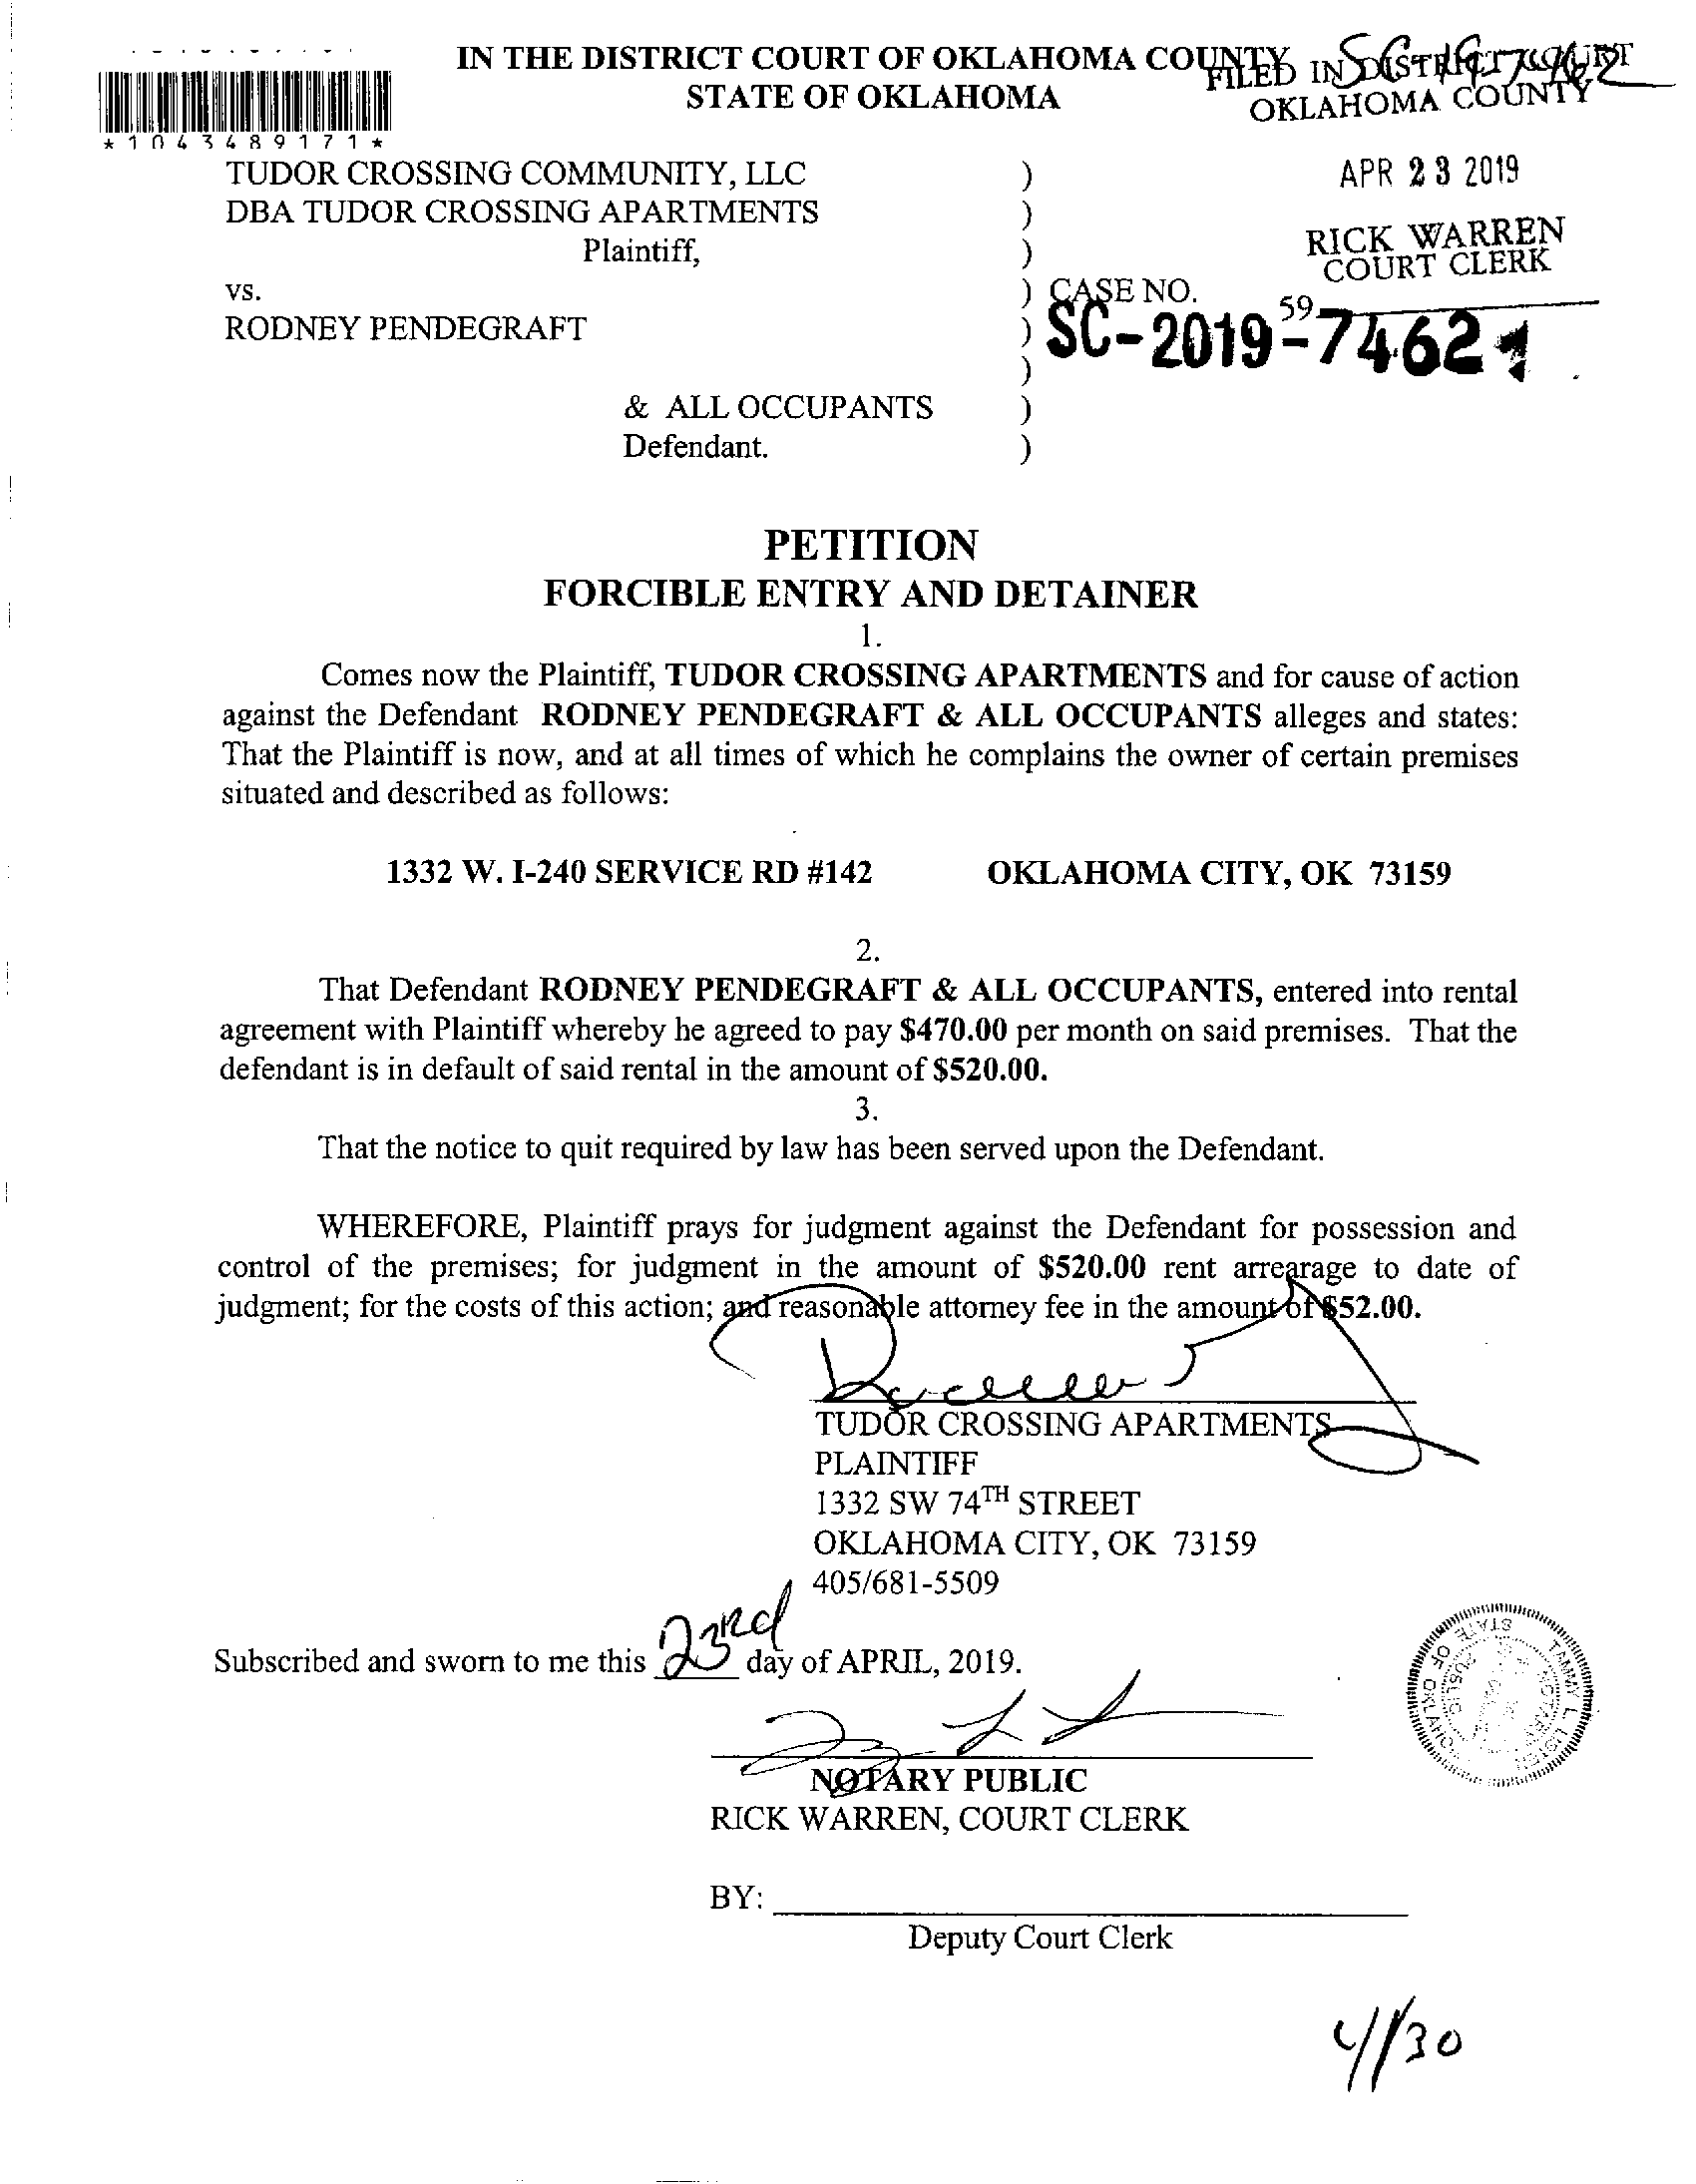 IN THE DISTRICT COURT OF OKLAHOMA COUNTY
STATE OF OKLAHOMA
SC-19-7462
FILED IN DISTRICT COURT
OKLAHOMA COUNTY
*1043489171*
APR 23 2019
RICK WARREN
COURT CLERK
59
TUDOR CROSSING COMMUNITY, LLC )
DBA TUDOR CROSSING APARTMENTS )
Plaintiff, )
vs. ) CASE NO.
RODNEY PENDEGRAFT ) SC-2019-7462
)
& ALL OCCUPANTS )
Defendant. )
PETITION
FORCIBLE ENTRY AND DETAINER
1.
Comes now the Plaintiff, TUDOR CROSSING APARTMENTS and for cause of action
against the Defendant RODNEY PENDEGRAFT & ALL OCCUPANTS alleges and states:
That the Plaintiff is now, and at all times of which he complains the owner of certain premises
situated and described as follows:
1332 W. I-240 SERVICE RD #142 OKLAHOMA CITY, OK 73159
2.
That Defendant RODNEY PENDEGRAFT & ALL OCCUPANTS, entered into rental
agreement with Plaintiff whereby he agreed to pay $470.00 per month on said premises. That the
defendant is in default of said rental in the amount of $520.00.
3.
That the notice to quit required by law has been served upon the Defendant.
WHEREFORE, Plaintiff prays for judgment against the Defendant for possession and
control of the premises; for judgment in the amount of $520.00 rent arrearage to date of
judgment; for the costs of this action; and reasonable attorney fee in the amount of $52.00.
TUDOR CROSSING APARTMENTS
PLAINTIFF
1332 SW 74TH STREET
OKLAHOMA CITY, OK 73159
405/681-5509
Subscribed and sworn to me this 23rd day of APRIL, 2019.
NOTARY PUBLIC
RICK WARREN, COURT CLERK
BY:
Deputy Court Clerk
STATE OF OKLAHOMA
TAMMY L.
NOTARY
PUBLIC
4/30